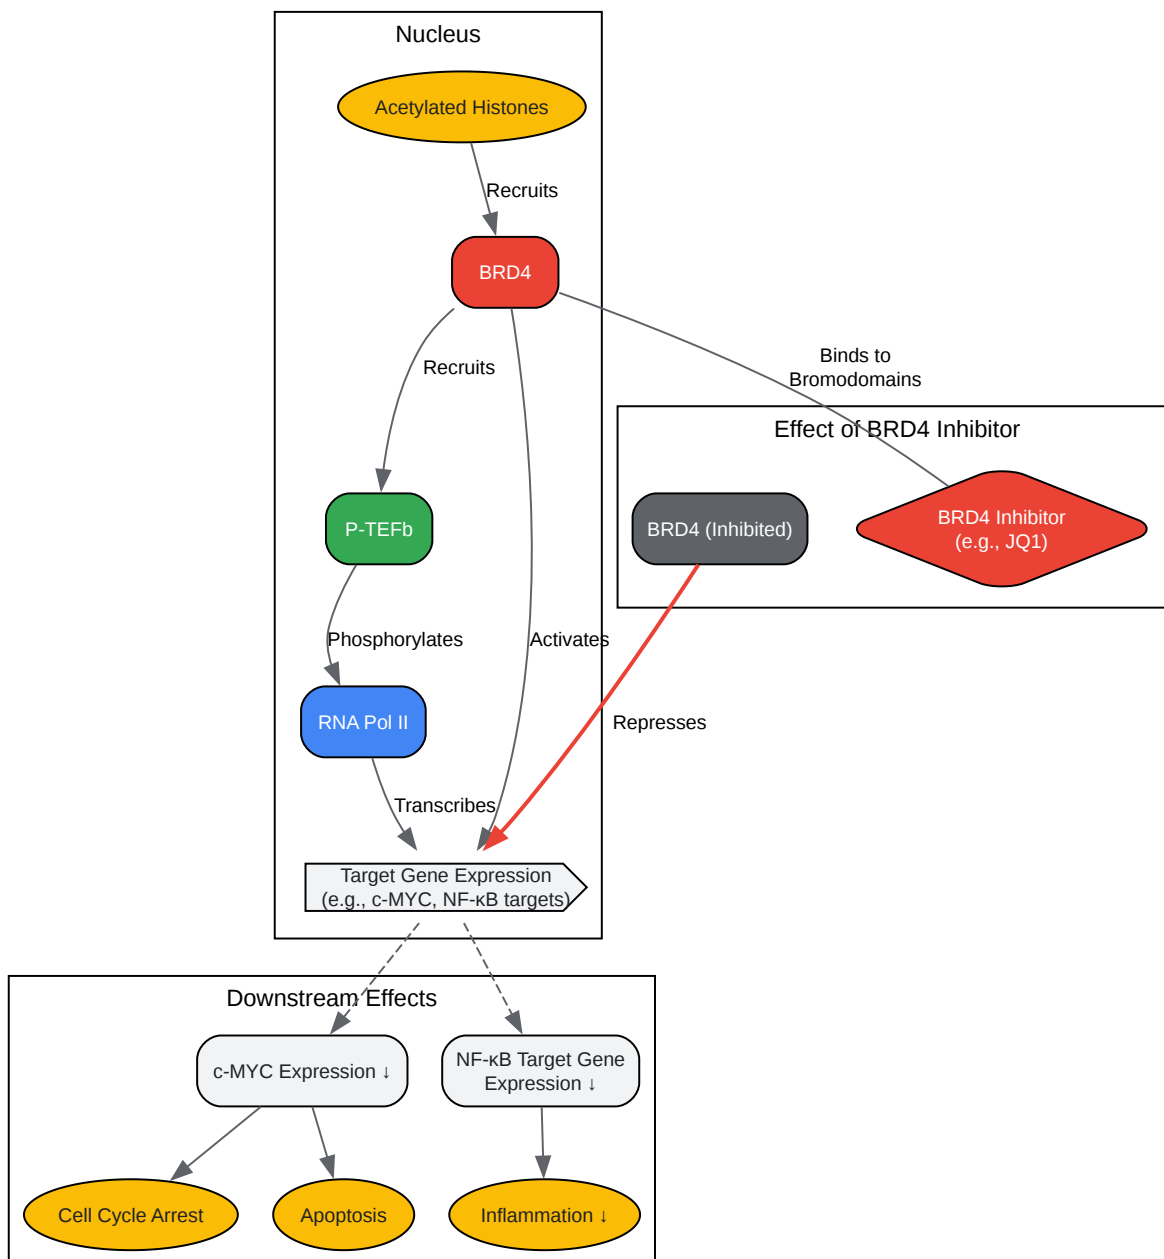 Nucleus
Acetylated Histones
Recruits
BRD4
Recruits
Binds to
Bromodomains
Effect of BRD4 Inhibitor
P-TEFb
BRD4 (Inhibited)
BRD4 Inhibitor
(e.g., JQ1)
Phosphorylates
Activates
RNA Pol II
Represses
Transcribes
Target Gene Expression
(e.g., c-MYC, NF-κB targets)
Downstream Effects
c-MYC Expression ↓
NF-κB Target Gene
Expression ↓
Cell Cycle Arrest
Apoptosis
Inflammation ↓